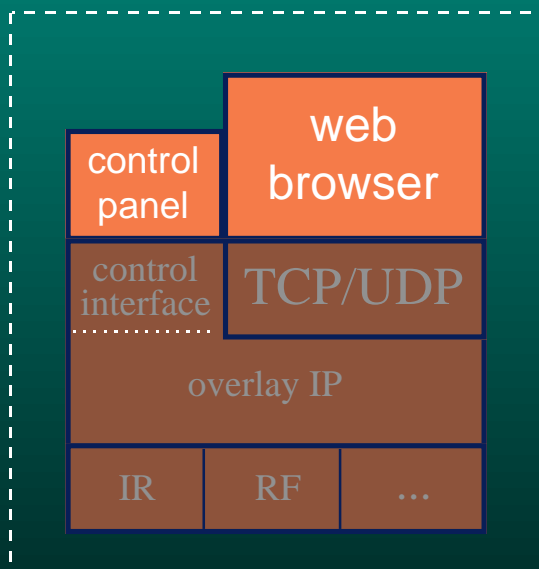 web
browser
control
panel
control
interface
TCP/UDP
overlay IP
IR
RF
...